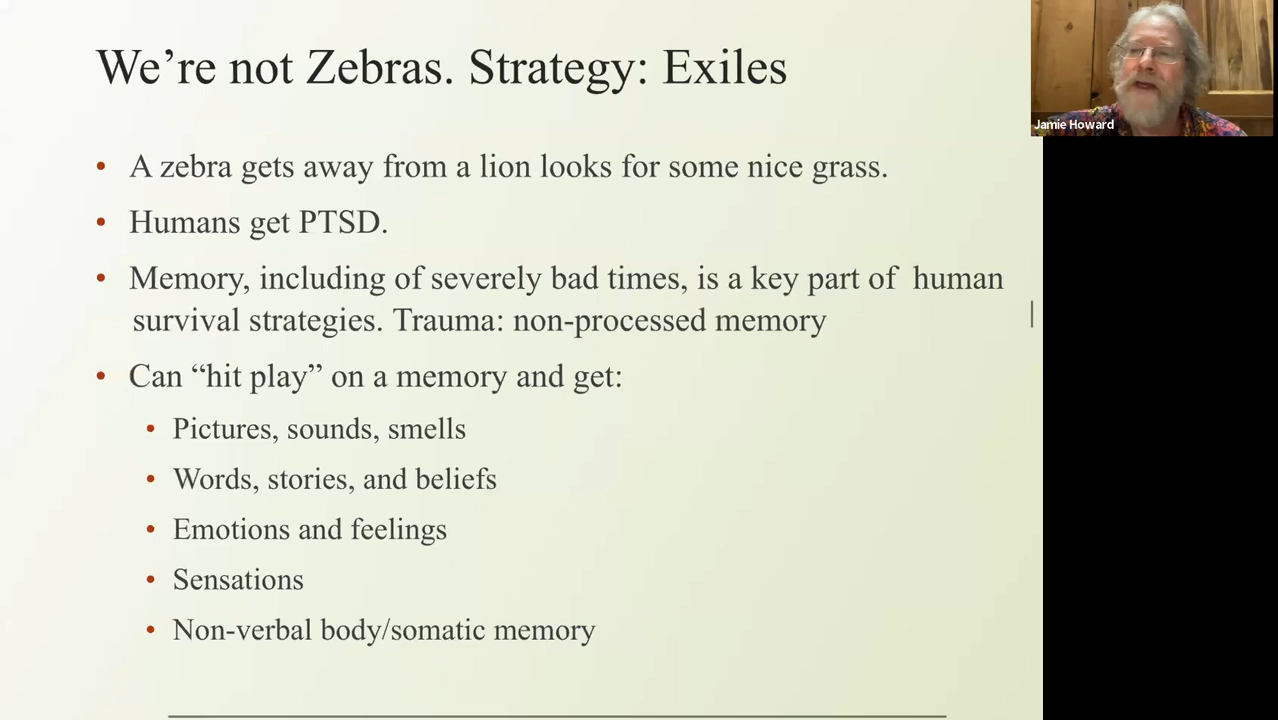 We’re not Zebras. Strategy: Exiles
• A zebra gets away from a lion looks for some nice grass.
• Humans get PTSD.
• Memory, including of severely bad times, is a key part of  human
survival strategies. Trauma: non-processed memory
• Can “hit play” on a memory and get:
• Pictures, sounds, smells
• Words, stories, and beliefs
• Emotions and feelings
• Sensations
• Non-verbal body/somatic memory
Jamie Howard